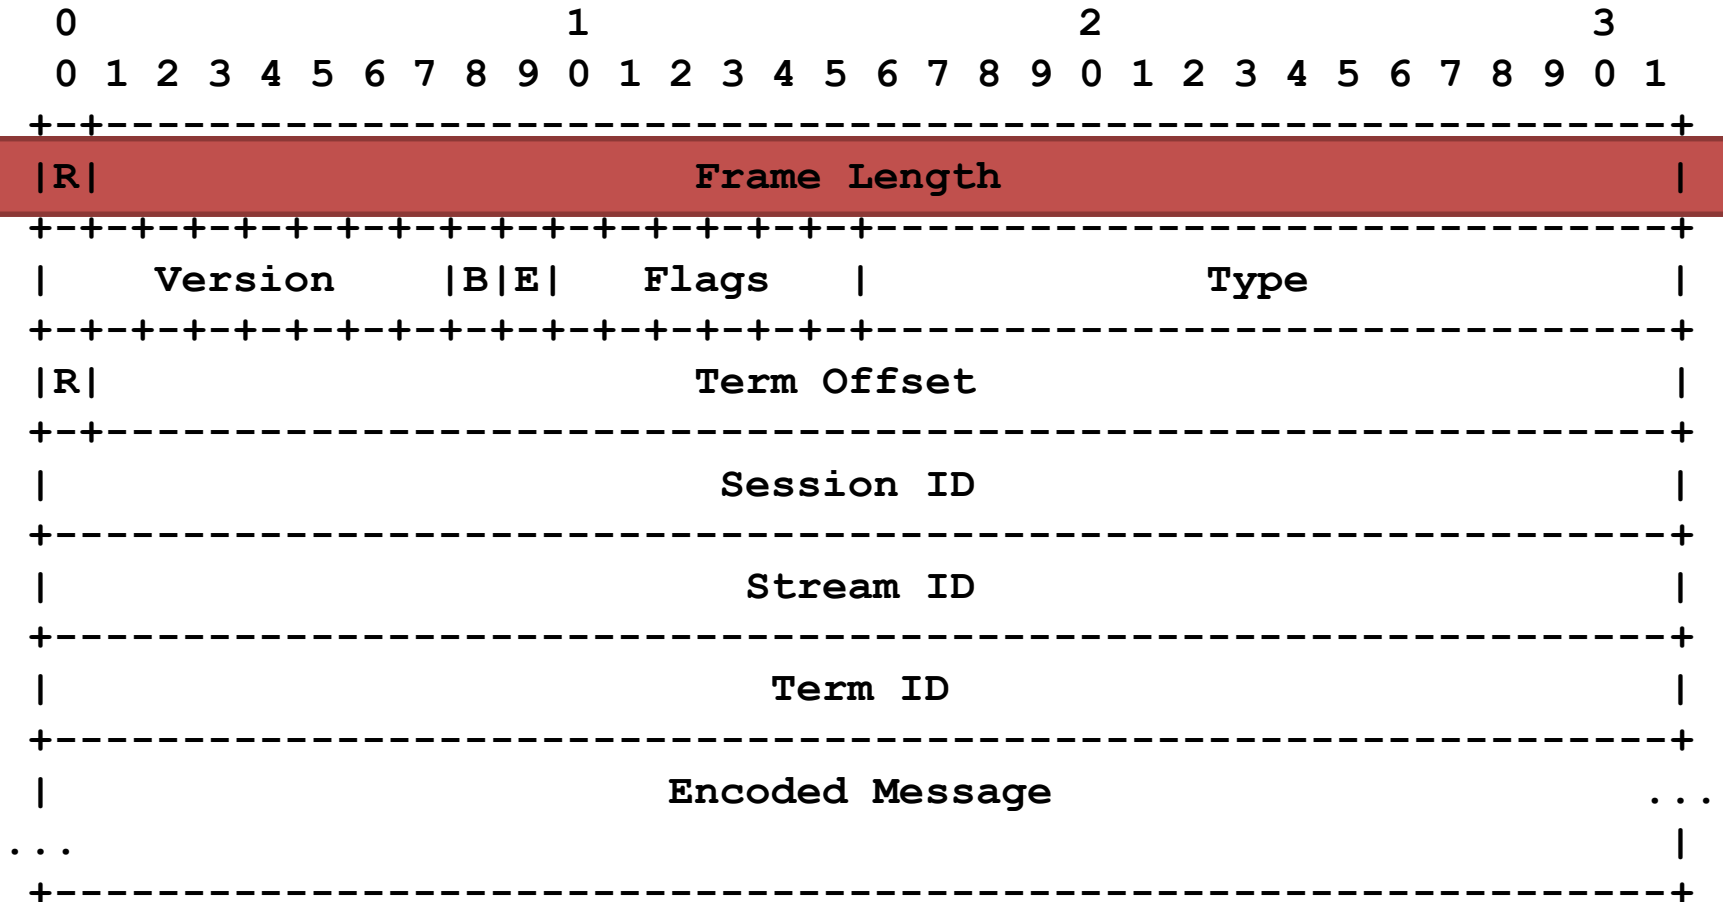 0                   1                   2                   3
 0 1 2 3 4 5 6 7 8 9 0 1 2 3 4 5 6 7 8 9 0 1 2 3 4 5 6 7 8 9 0 1
+-+-------------------------------------------------------------+
|R|                       Frame Length                          |
+-+-+-+-+-+-+-+-+-+-+-+-+-+-+-+-+-------------------------------+
|    Version    |B|E|   Flags   |             Type              |
+-+-+-+-+-+-+-+-+-+-+-+-+-+-+-+-+-------------------------------+
|R|                       Term Offset                           |
+-+-------------------------------------------------------------+
|                          Session ID                           |
+---------------------------------------------------------------+
|                           Stream ID                           |
+---------------------------------------------------------------+
|                            Term ID                            |
+---------------------------------------------------------------+
|                        Encoded Message                       ...
...                                                             |
+---------------------------------------------------------------+